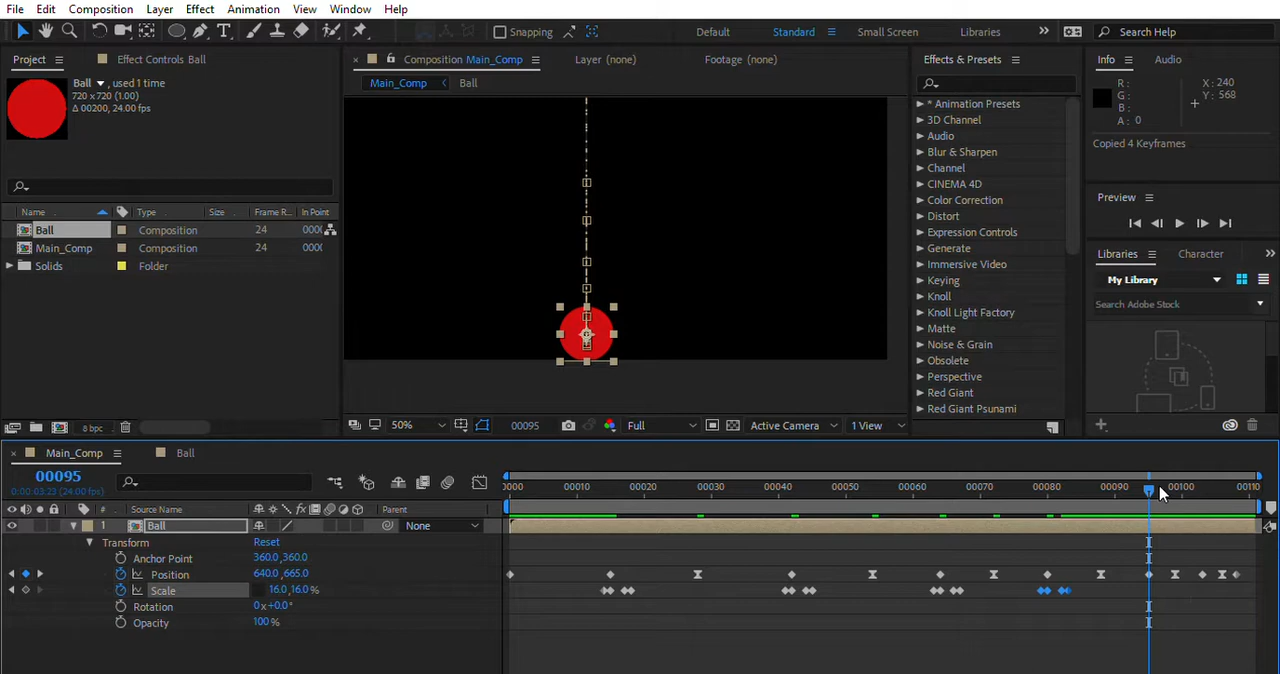 File Edit Composition Layer Effect Animation View Window Help
Snapping Default Standard Small Screen Libraries Search Help
Project Effect Controls Ball Composition Main_Comp Layer (none) Footage (none) Effects & Presets Info Audio
Main_Comp Ball
Ball , used 1 time
720 x 720 (1.00)
Δ 00200, 24.00 fps
R :
G :
B :
A : 0
X : 240
Y : 568
Copied 4 Keyframes
* Animation Presets
3D Channel
Audio
Blur & Sharpen
Channel
CINEMA 4D
Color Correction
Distort
Expression Controls
Generate
Immersive Video
Keying
Knoll
Knoll Light Factory
Matte
Noise & Grain
Obsolete
Perspective
Red Giant
Red Giant Psunami
Preview
Libraries Character
My Library
Search Adobe Stock
Name Type Size Frame R... In Point
Ball Composition 24 0000
Main_Comp Composition 24 0000
Solids Folder
8 bpc
50% 00095 Full Active Camera 1 View
Main_Comp Ball
00095
0:00:03:23 (24.00 fps)
0000 00010 00020 00030 00040 00050 00060 00070 00080 00090 00100 00110
# Source Name Parent
1 Ball None
Transform Reset
Anchor Point 360.0,360.0
Position 640.0,665.0
Scale 16.0,16.0%
Rotation 0x+0.0°
Opacity 100%